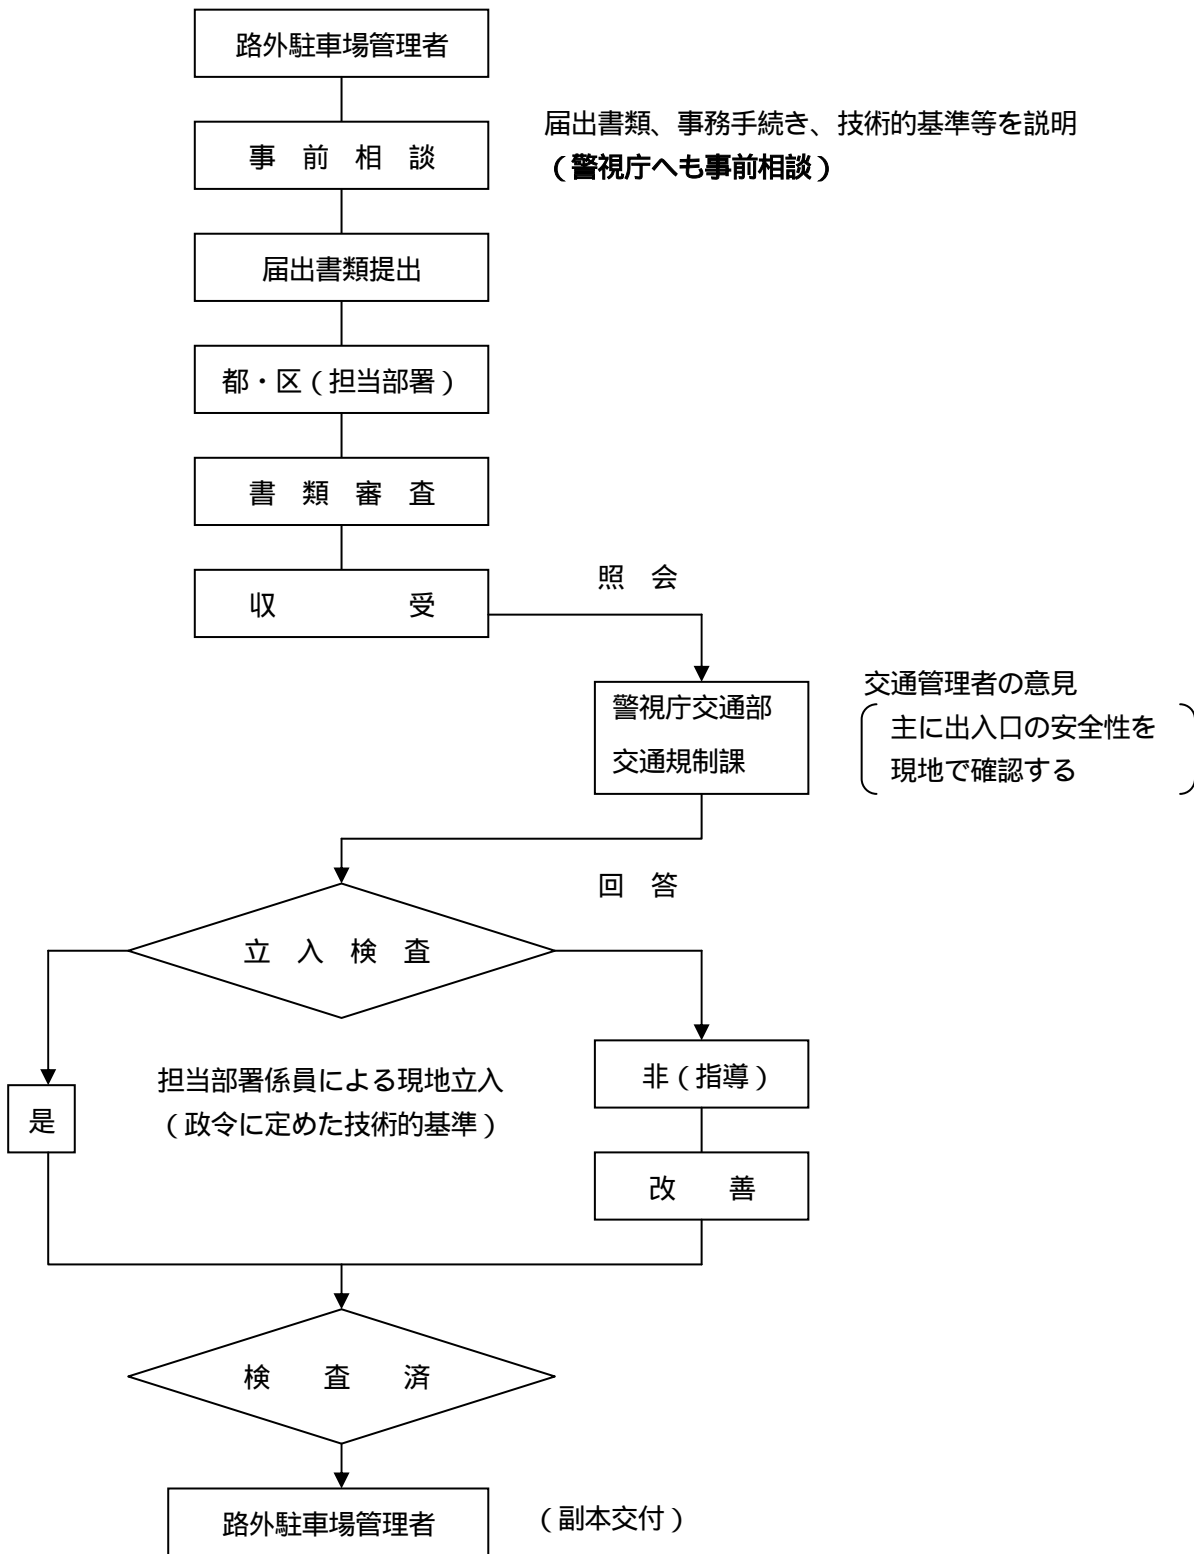 路外駐車場管理者
事　前　相　談
届出書類、事務手続き、技術的基準等を説明
（警視庁へも事前相談）
届出書類提出
都・区（担当部署）
書　類　審　査
収　　　　　受
照　会
警視庁交通部
交通規制課
交通管理者の意見
主に出入口の安全性を
現地で確認する
回　答
立　入　検　査
担当部署係員による現地立入
（政令に定めた技術的基準）
是
非（指導）
改　　善
検　　査　　済
路外駐車場管理者
（副本交付）